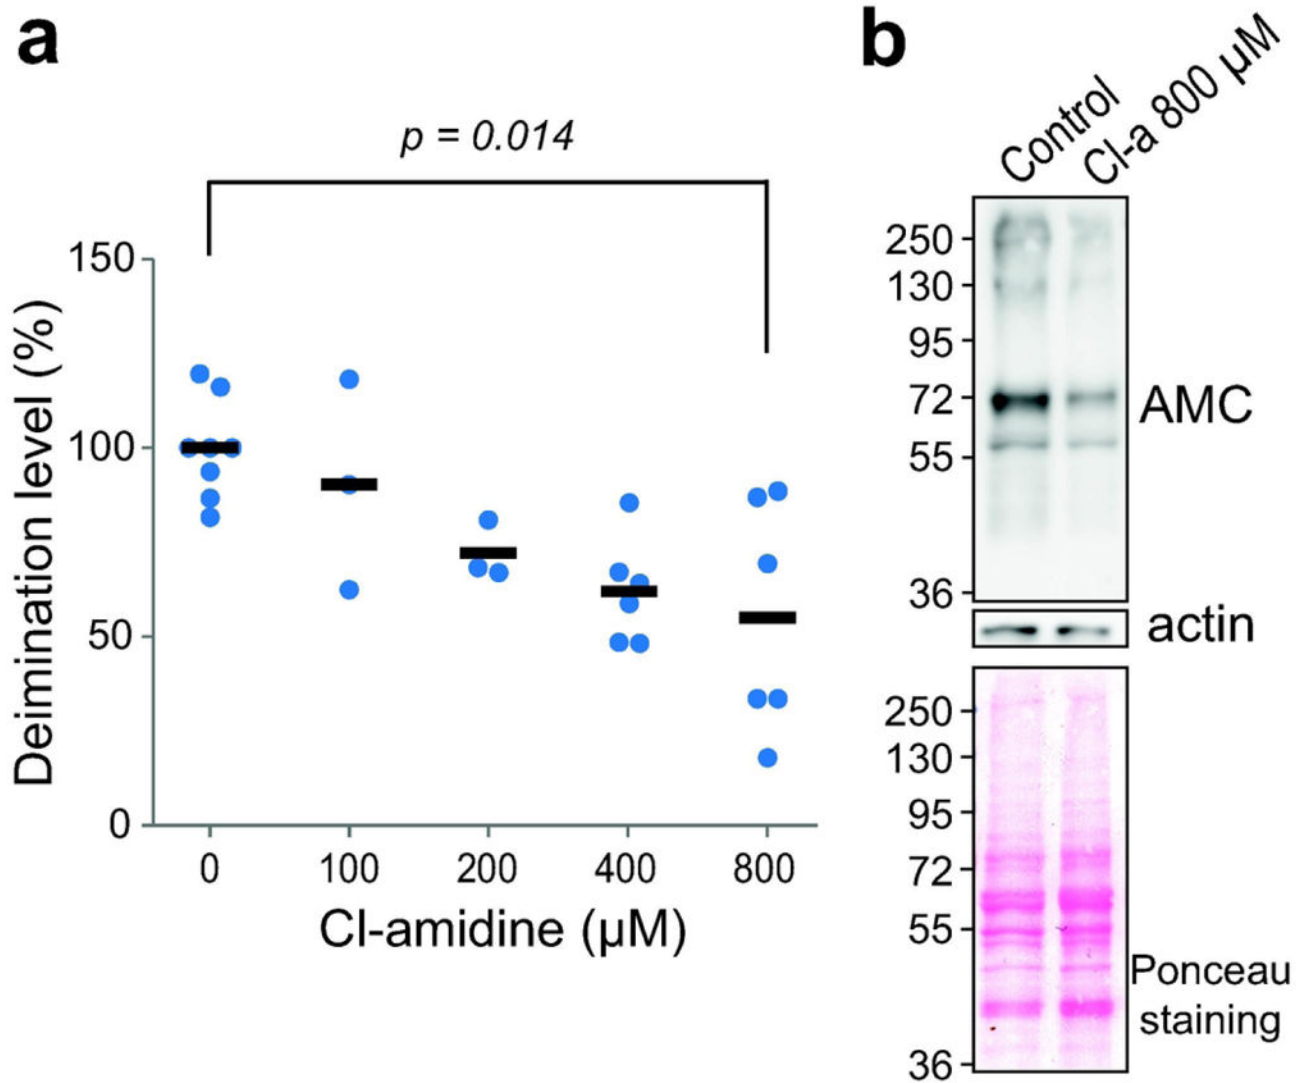 a
p = 0.014
Deimination level (%)
150
100
50
0
0 100 200 400 800
Cl-amidine (µM)
b
Control
Cl-a 800 µM
250
130
95
72
55
36
AMC
actin
250
130
95
72
55
36
Ponceau
staining